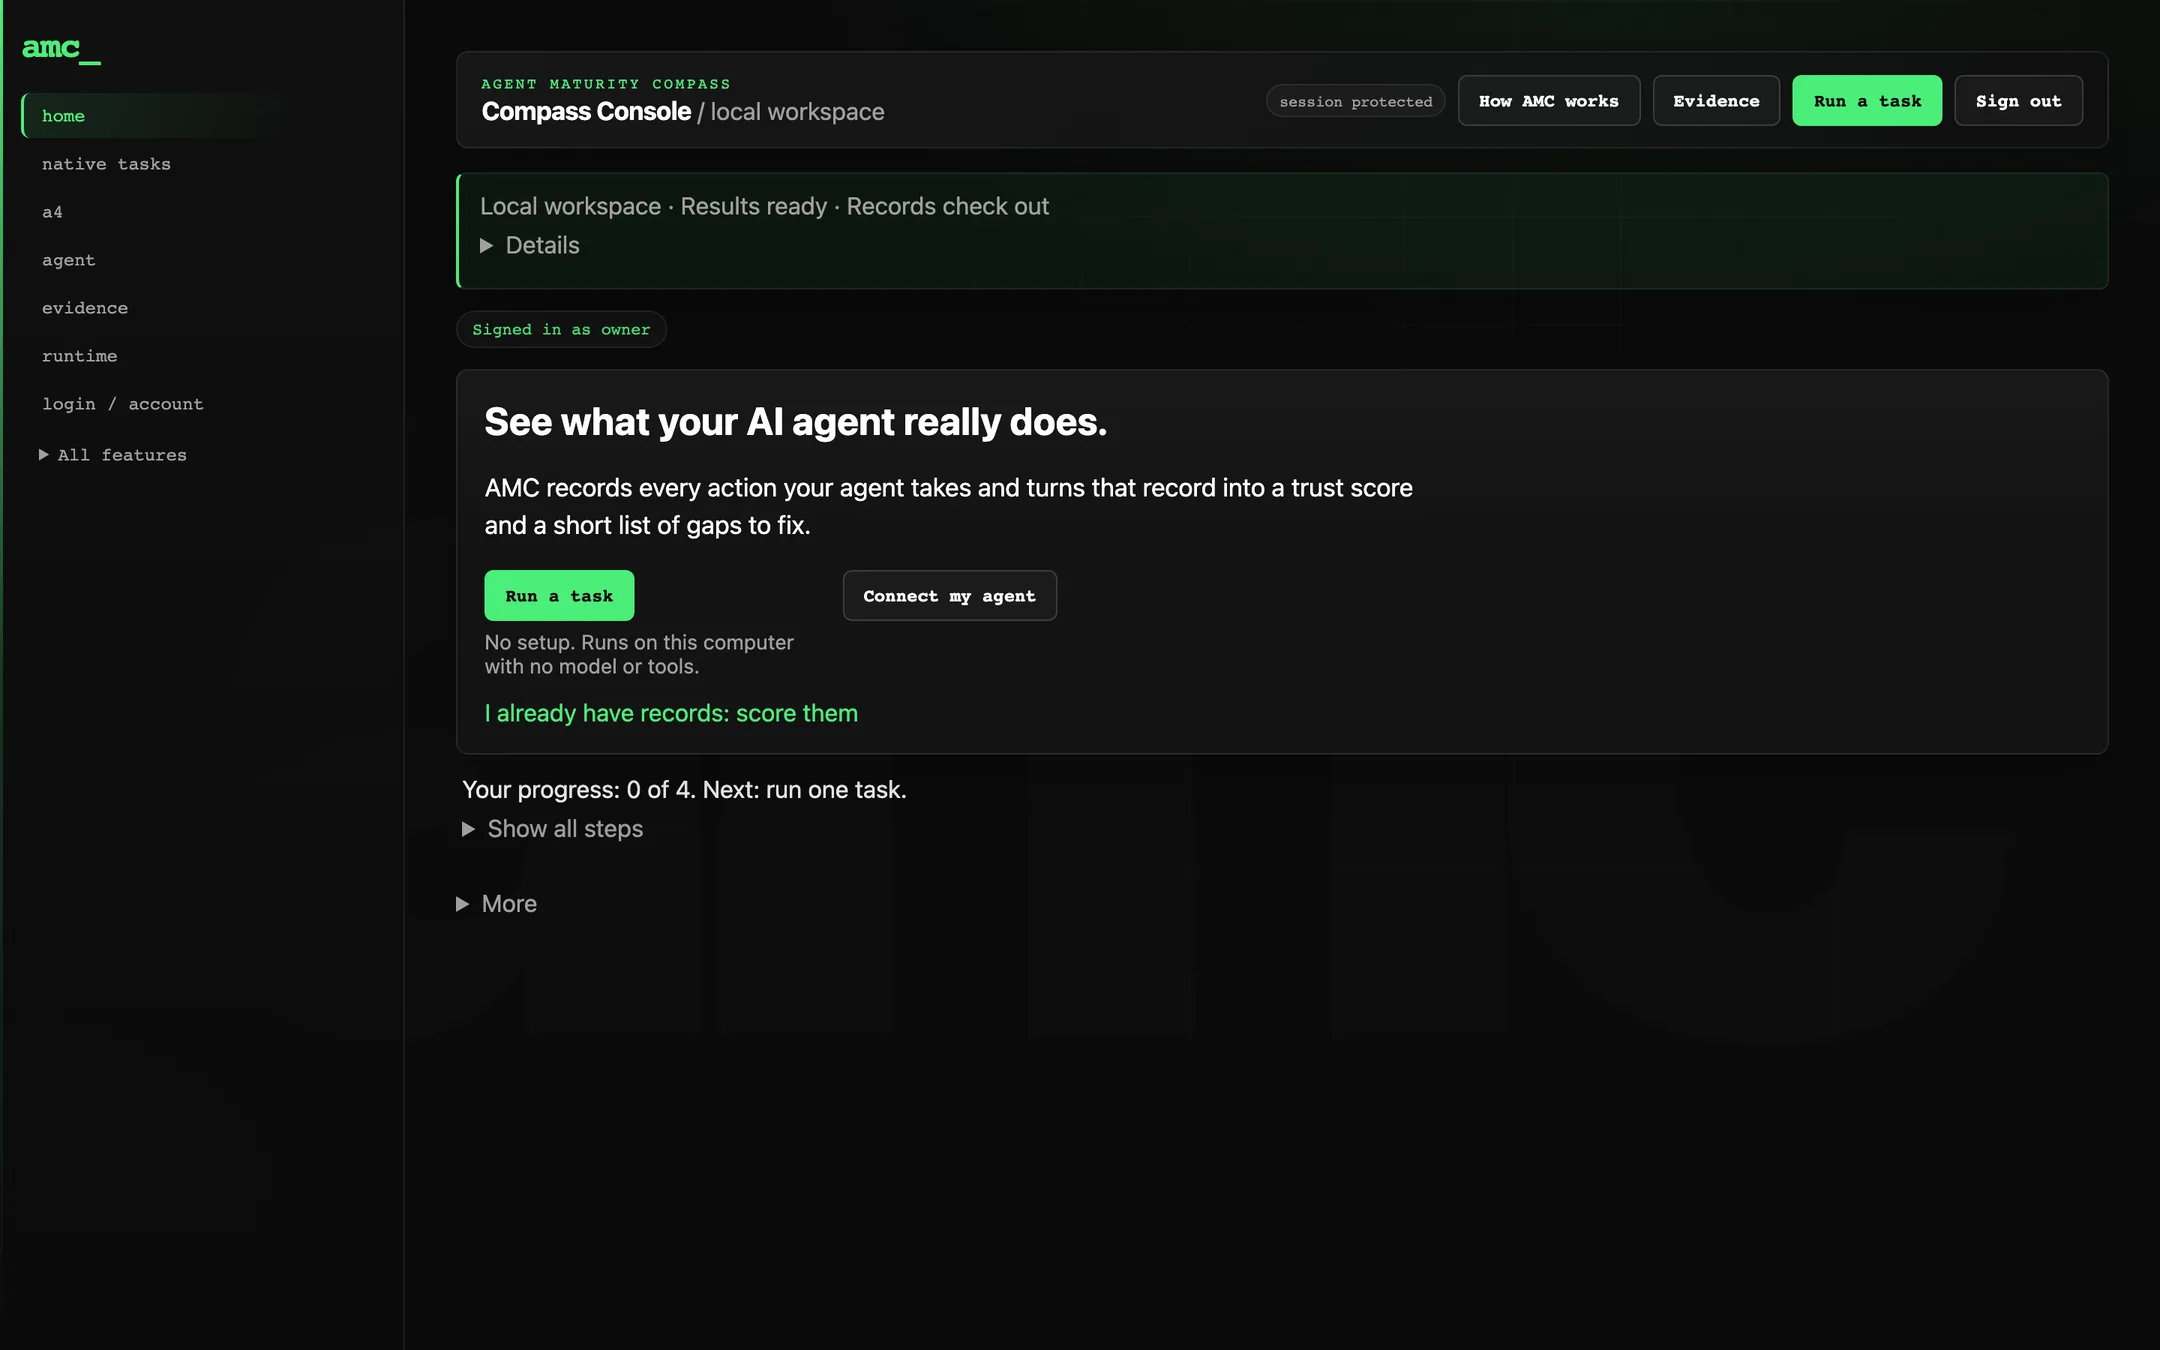 amc_
home
native tasks
a4
agent
evidence
runtime
login / account
▶ All features
AGENT MATURITY COMPASS
Compass Console / local workspace
session protected
How AMC works
Evidence
Run a task
Sign out
Local workspace · Results ready · Records check out
▶ Details
Signed in as owner
See what your AI agent really does.
AMC records every action your agent takes and turns that record into a trust score
and a short list of gaps to fix.
Run a task
Connect my agent
No setup. Runs on this computer
with no model or tools.
I already have records: score them
Your progress: 0 of 4. Next: run one task.
▶ Show all steps
▶ More
amc